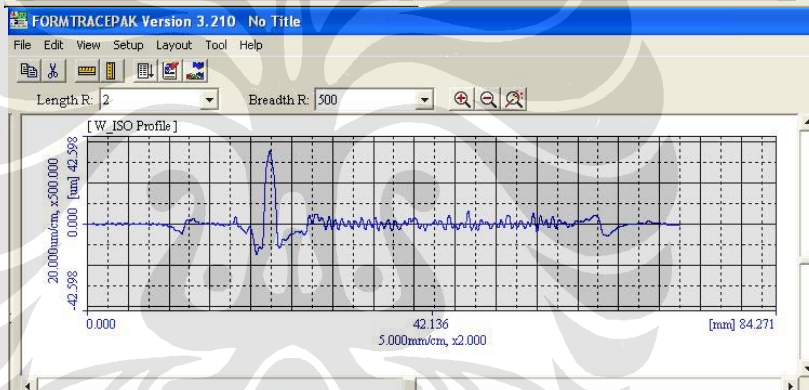 FORMTRACEPAK Version 3.210 No Title
File Edit View Setup Layout Tool Help
Length R: 2 Breadth R: 500
[ W_ISO Profile ]
20.000um/cm, x500.000
-42.598 0.000 [um] 42.598
0.000 42.136 [mm] 84.271
5.000mm/cm, x2.000